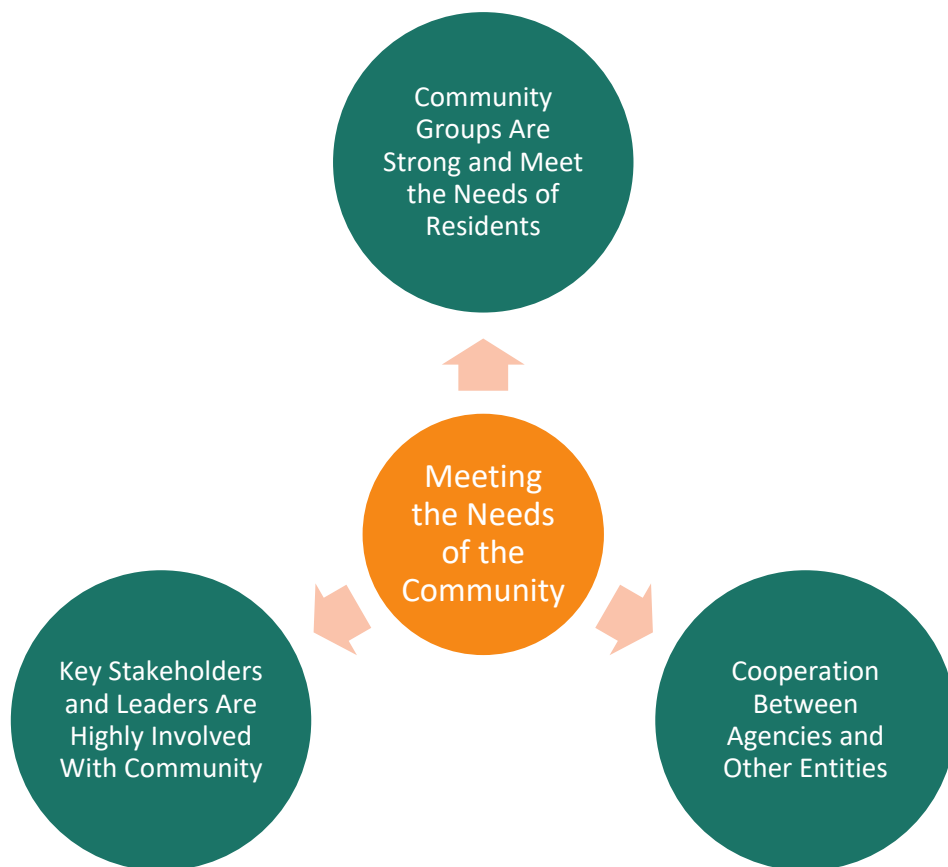 Community
Groups Are
Strong and Meet
the Needs of
Residents
Meeting
the Needs
of the
Community
Key Stakeholders
and Leaders Are
Highly Involved
With Community
Cooperation
Between
Agencies and
Other Entities